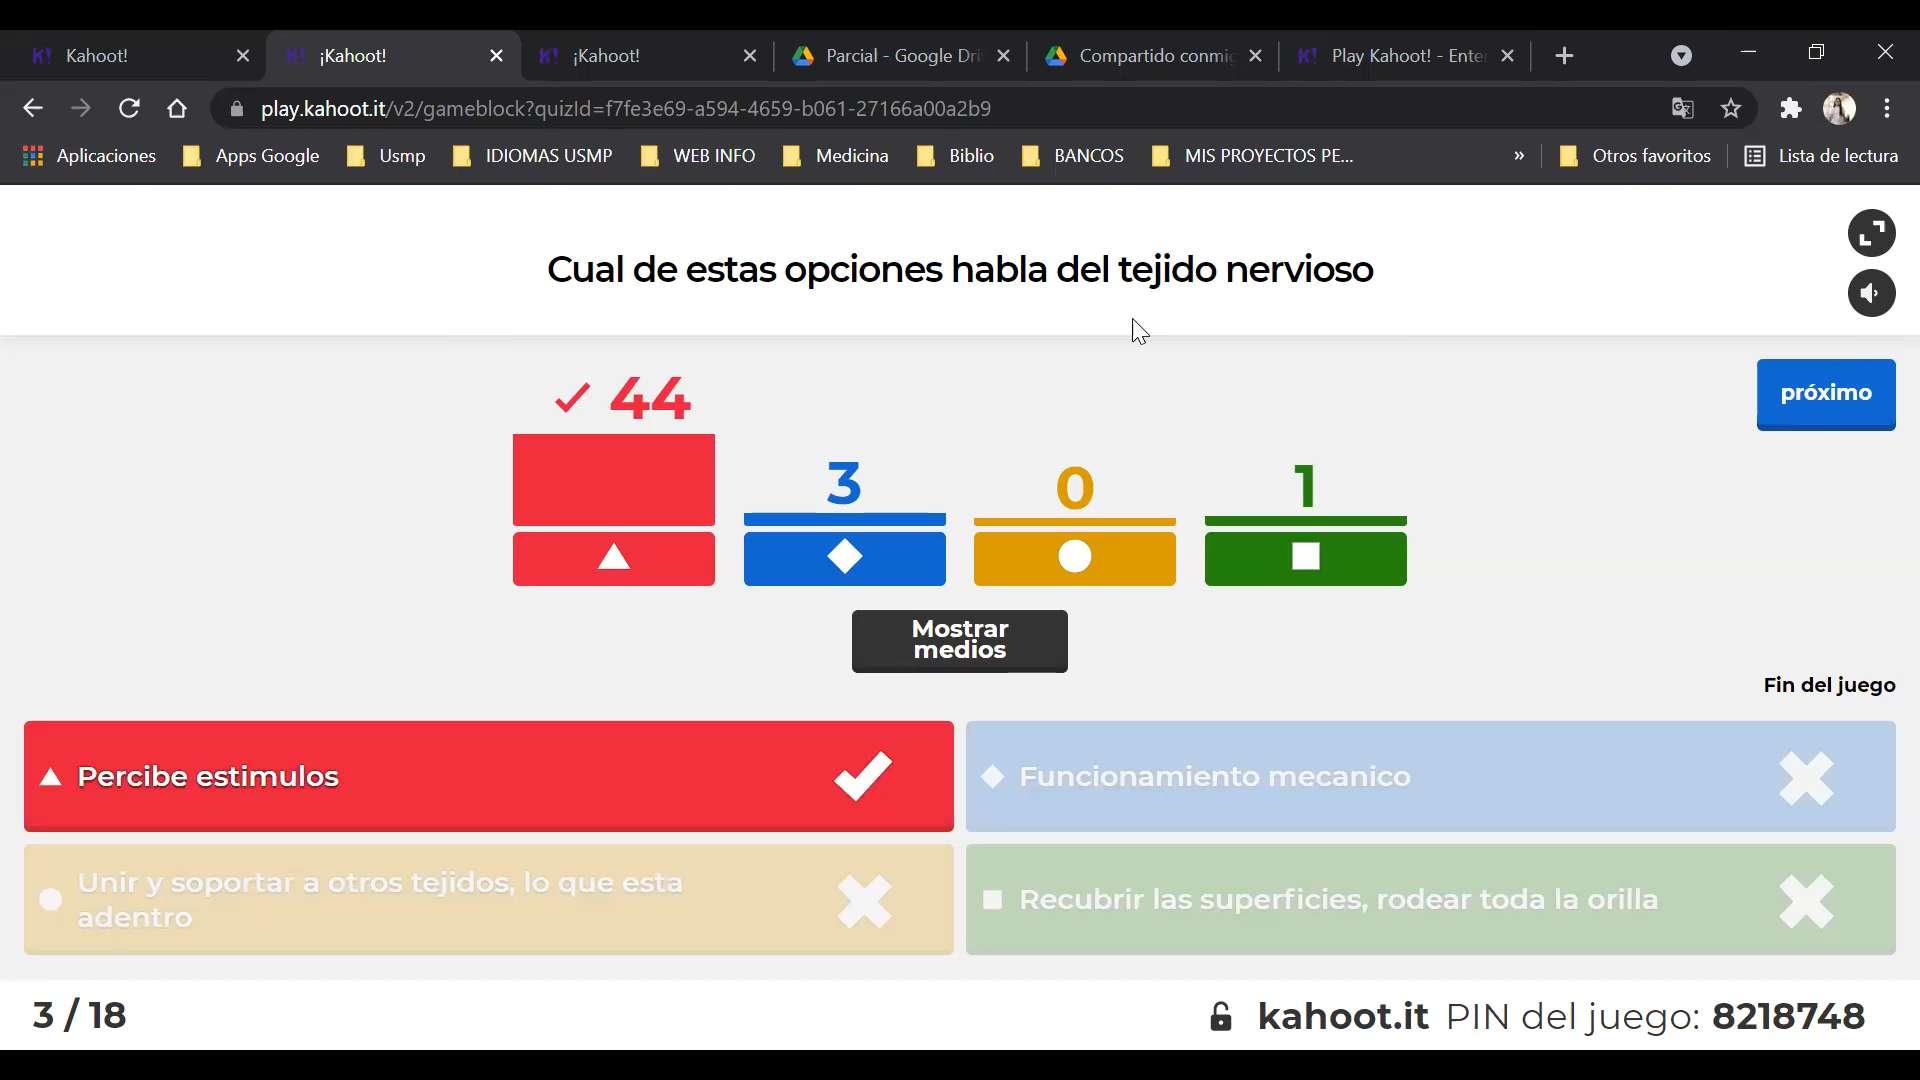 Kahoot!
¡Kahoot!
¡Kahoot!
Parcial - Google Dri
Compartido conmi
Play Kahoot! - Ente
play.kahoot.it/v2/gameblock?quizId=f7fe3e69-a594-4659-b061-27166a00a2b9
Aplicaciones
Apps Google
Usmp
IDIOMAS USMP
WEB INFO
Medicina
Biblio
BANCOS
MIS PROYECTOS PE...
»
Otros favoritos
Lista de lectura
Cual de estas opciones habla del tejido nervioso
44
3
0
1
próximo
Mostrar
medios
Fin del juego
Percibe estimulos
Funcionamiento mecanico
Unir y soportar a otros tejidos, lo que esta
adentro
Recubrir las superficies, rodear toda la orilla
3 / 18
kahoot.it PIN del juego: 8218748